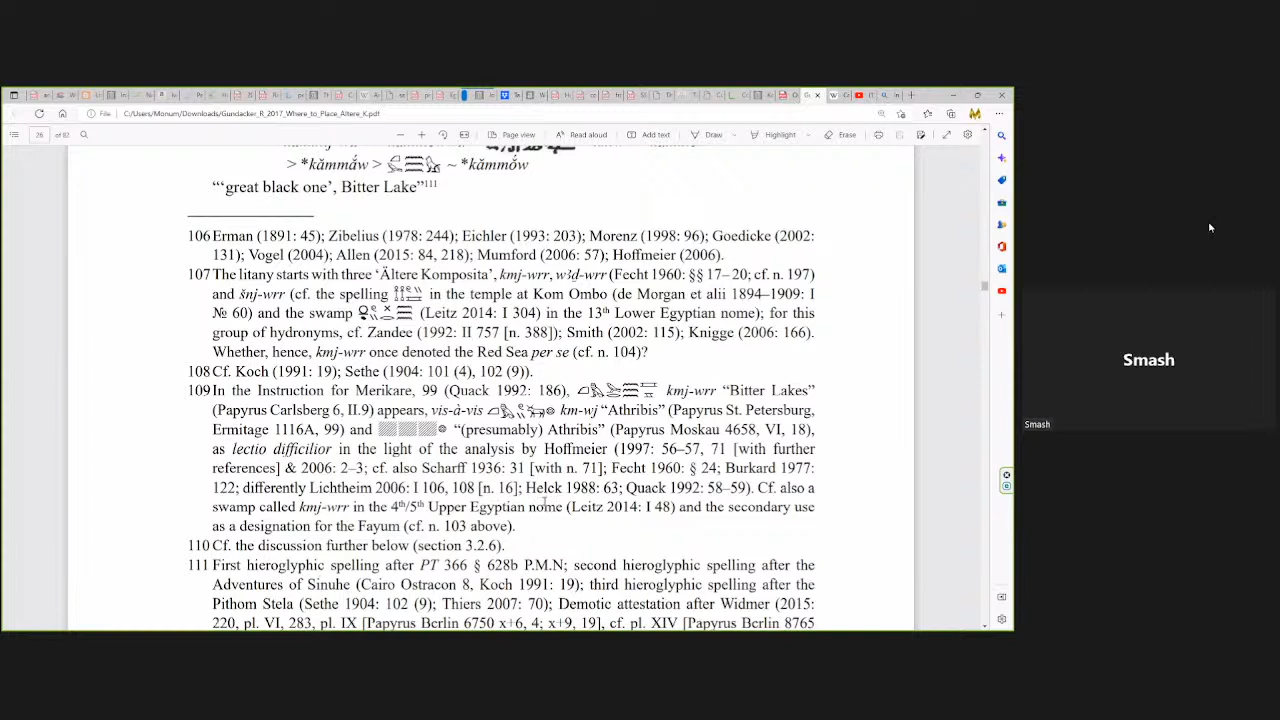 File
C:/Users/Monum/Downloads/Gundacker_R_2017_Where_to_Place_Altere_K.pdf
26 of 82
Page view
Read aloud
Add text
Draw
Highlight
Erase
> *kămmā́w > ~ *kămmṓw
“‘great black one’, Bitter Lake”111
106 Erman (1891: 45); Zibelius (1978: 244); Eichler (1993: 203); Morenz (1998: 96); Goedicke (2002:
131); Vogel (2004); Allen (2015: 84, 218); Mumford (2006: 57); Hoffmeier (2006).
107 The litany starts with three ‘Ältere Komposita’, kmj-wrr, wꜣḏ-wrr (Fecht 1960: §§ 17–20; cf. n. 197)
and šnj-wrr (cf. the spelling in the temple at Kom Ombo (de Morgan et alii 1894–1909: I
№ 60) and the swamp (Leitz 2014: I 304) in the 13th Lower Egyptian nome); for this
group of hydronyms, cf. Zandee (1992: II 757 [n. 388]); Smith (2002: 115); Knigge (2006: 166).
Whether, hence, kmj-wrr once denoted the Red Sea per se (cf. n. 104)?
108 Cf. Koch (1991: 19); Sethe (1904: 101 (4), 102 (9)).
109 In the Instruction for Merikare, 99 (Quack 1992: 186), kmj-wrr “Bitter Lakes”
(Papyrus Carlsberg 6, II.9) appears, vis-à-vis km-wj “Athribis” (Papyrus St. Petersburg,
Ermitage 1116A, 99) and “(presumably) Athribis” (Papyrus Moskau 4658, VI, 18),
as lectio difficilior in the light of the analysis by Hoffmeier (1997: 56–57, 71 [with further
references] & 2006: 2–3; cf. also Scharff 1936: 31 [with n. 71]; Fecht 1960: § 24; Burkard 1977:
122; differently Lichtheim 2006: I 106, 108 [n. 16]; Helck 1988: 63; Quack 1992: 58–59). Cf. also a
swamp called kmj-wrr in the 4th/5th Upper Egyptian nome (Leitz 2014: I 48) and the secondary use
as a designation for the Fayum (cf. n. 103 above).
110 Cf. the discussion further below (section 3.2.6).
111 First hieroglyphic spelling after PT 366 § 628b P.M.N; second hieroglyphic spelling after the
Adventures of Sinuhe (Cairo Ostracon 8, Koch 1991: 19); third hieroglyphic spelling after the
Pithom Stela (Sethe 1904: 102 (9); Thiers 2007: 70); Demotic attestation after Widmer (2015:
220, pl. VI, 283, pl. IX [Papyrus Berlin 6750 x+6, 4; x+9, 19], cf. pl. XIV [Papyrus Berlin 8765
Smash
Smash